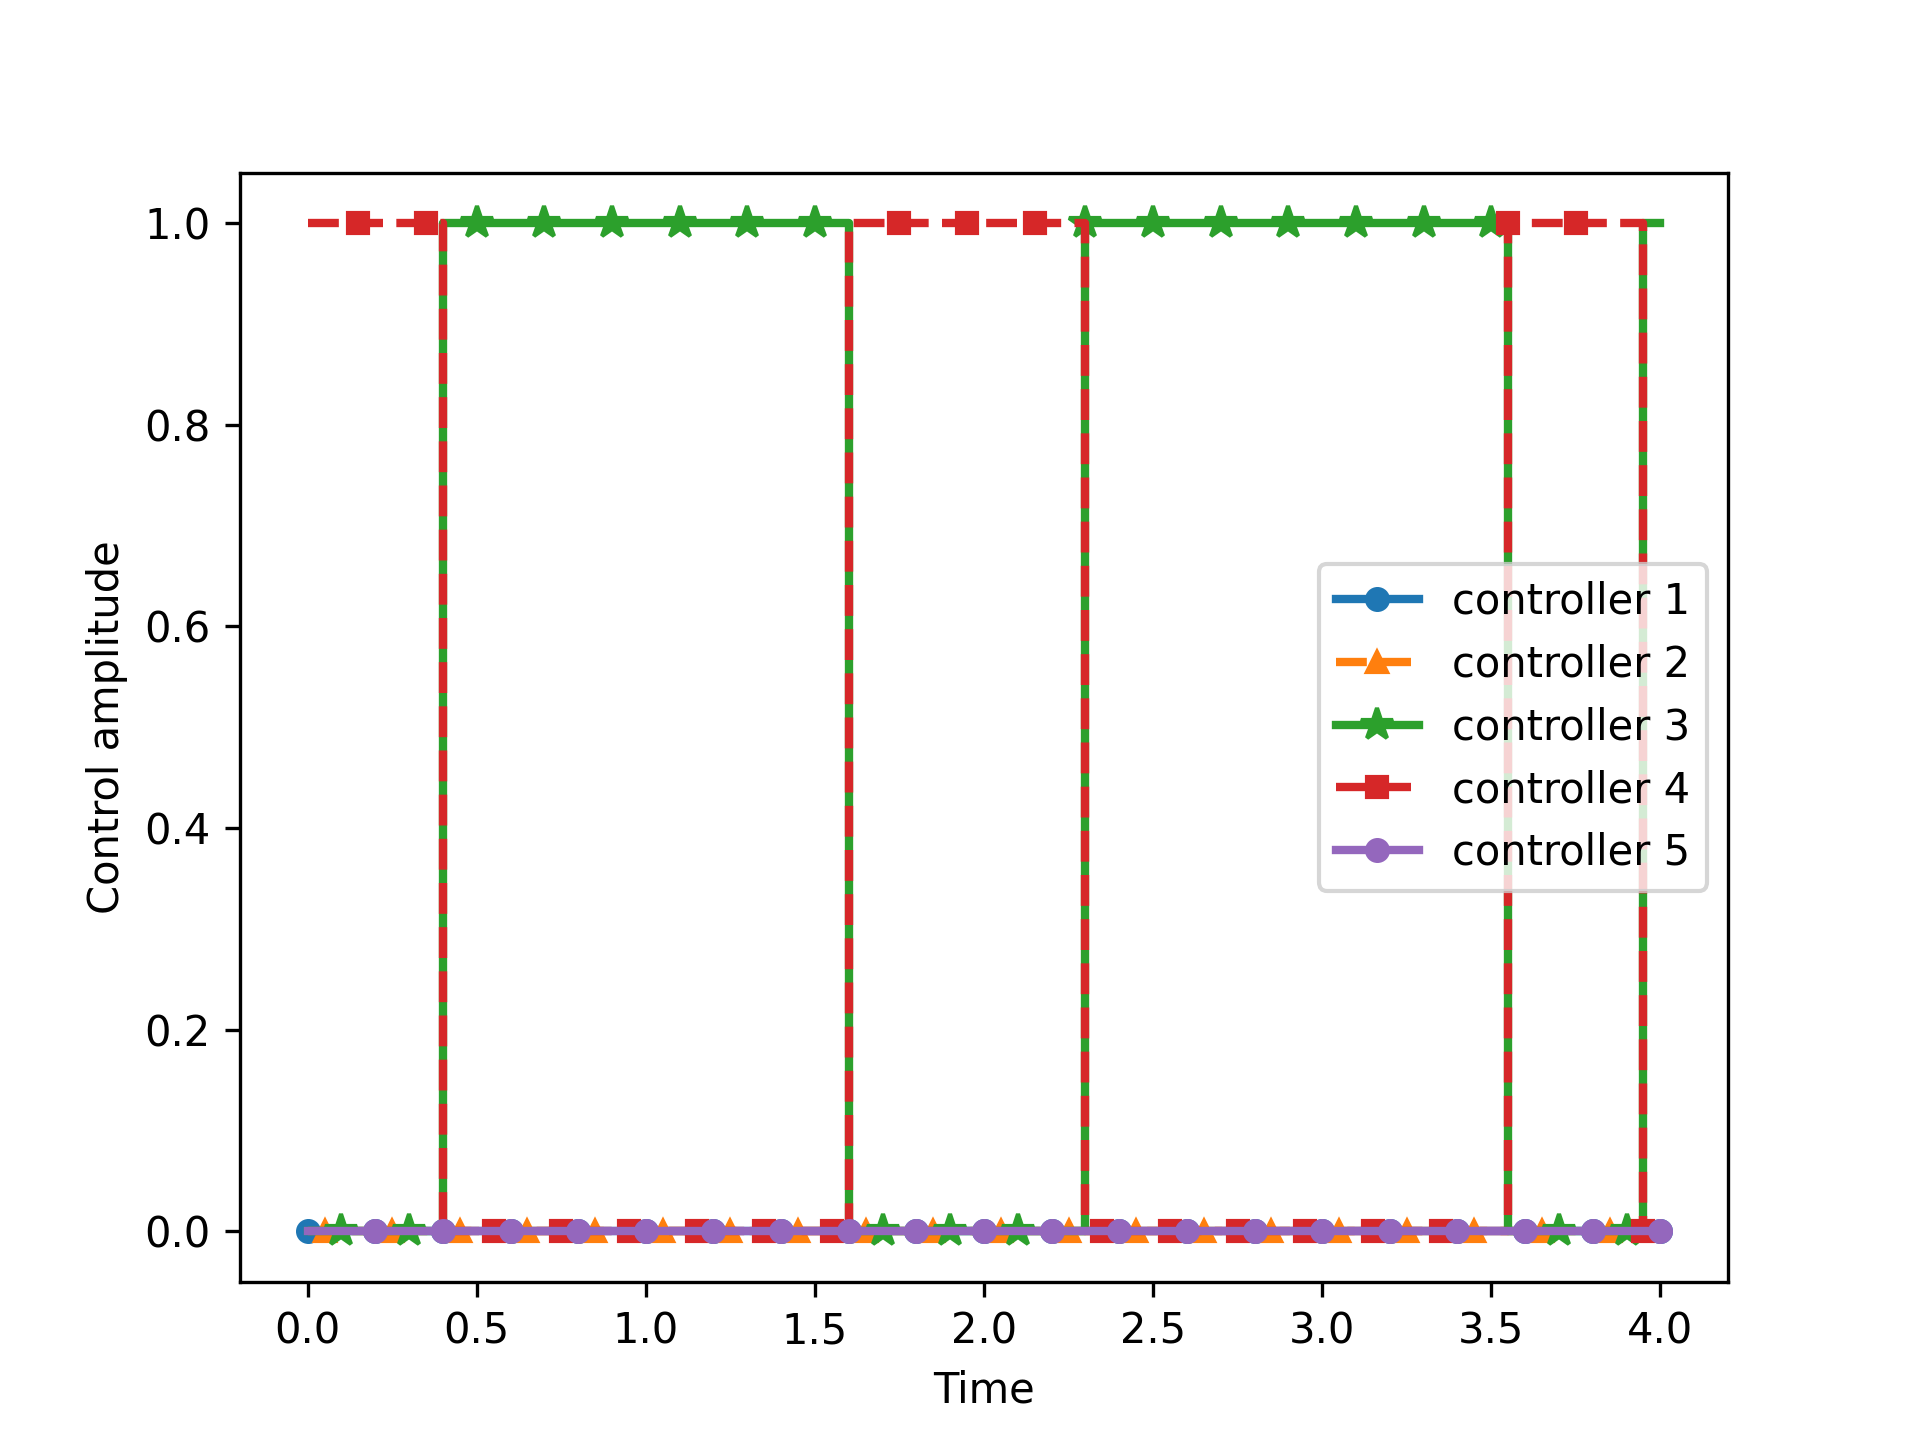 1.0
0.8
0.6
0.4
0.2
0.0
Control amplitude
controller 1
controller 2
controller 3
controller 4
controller 5
0.0 0.5 1.0 1.5 2.0 2.5 3.0 3.5 4.0
Time